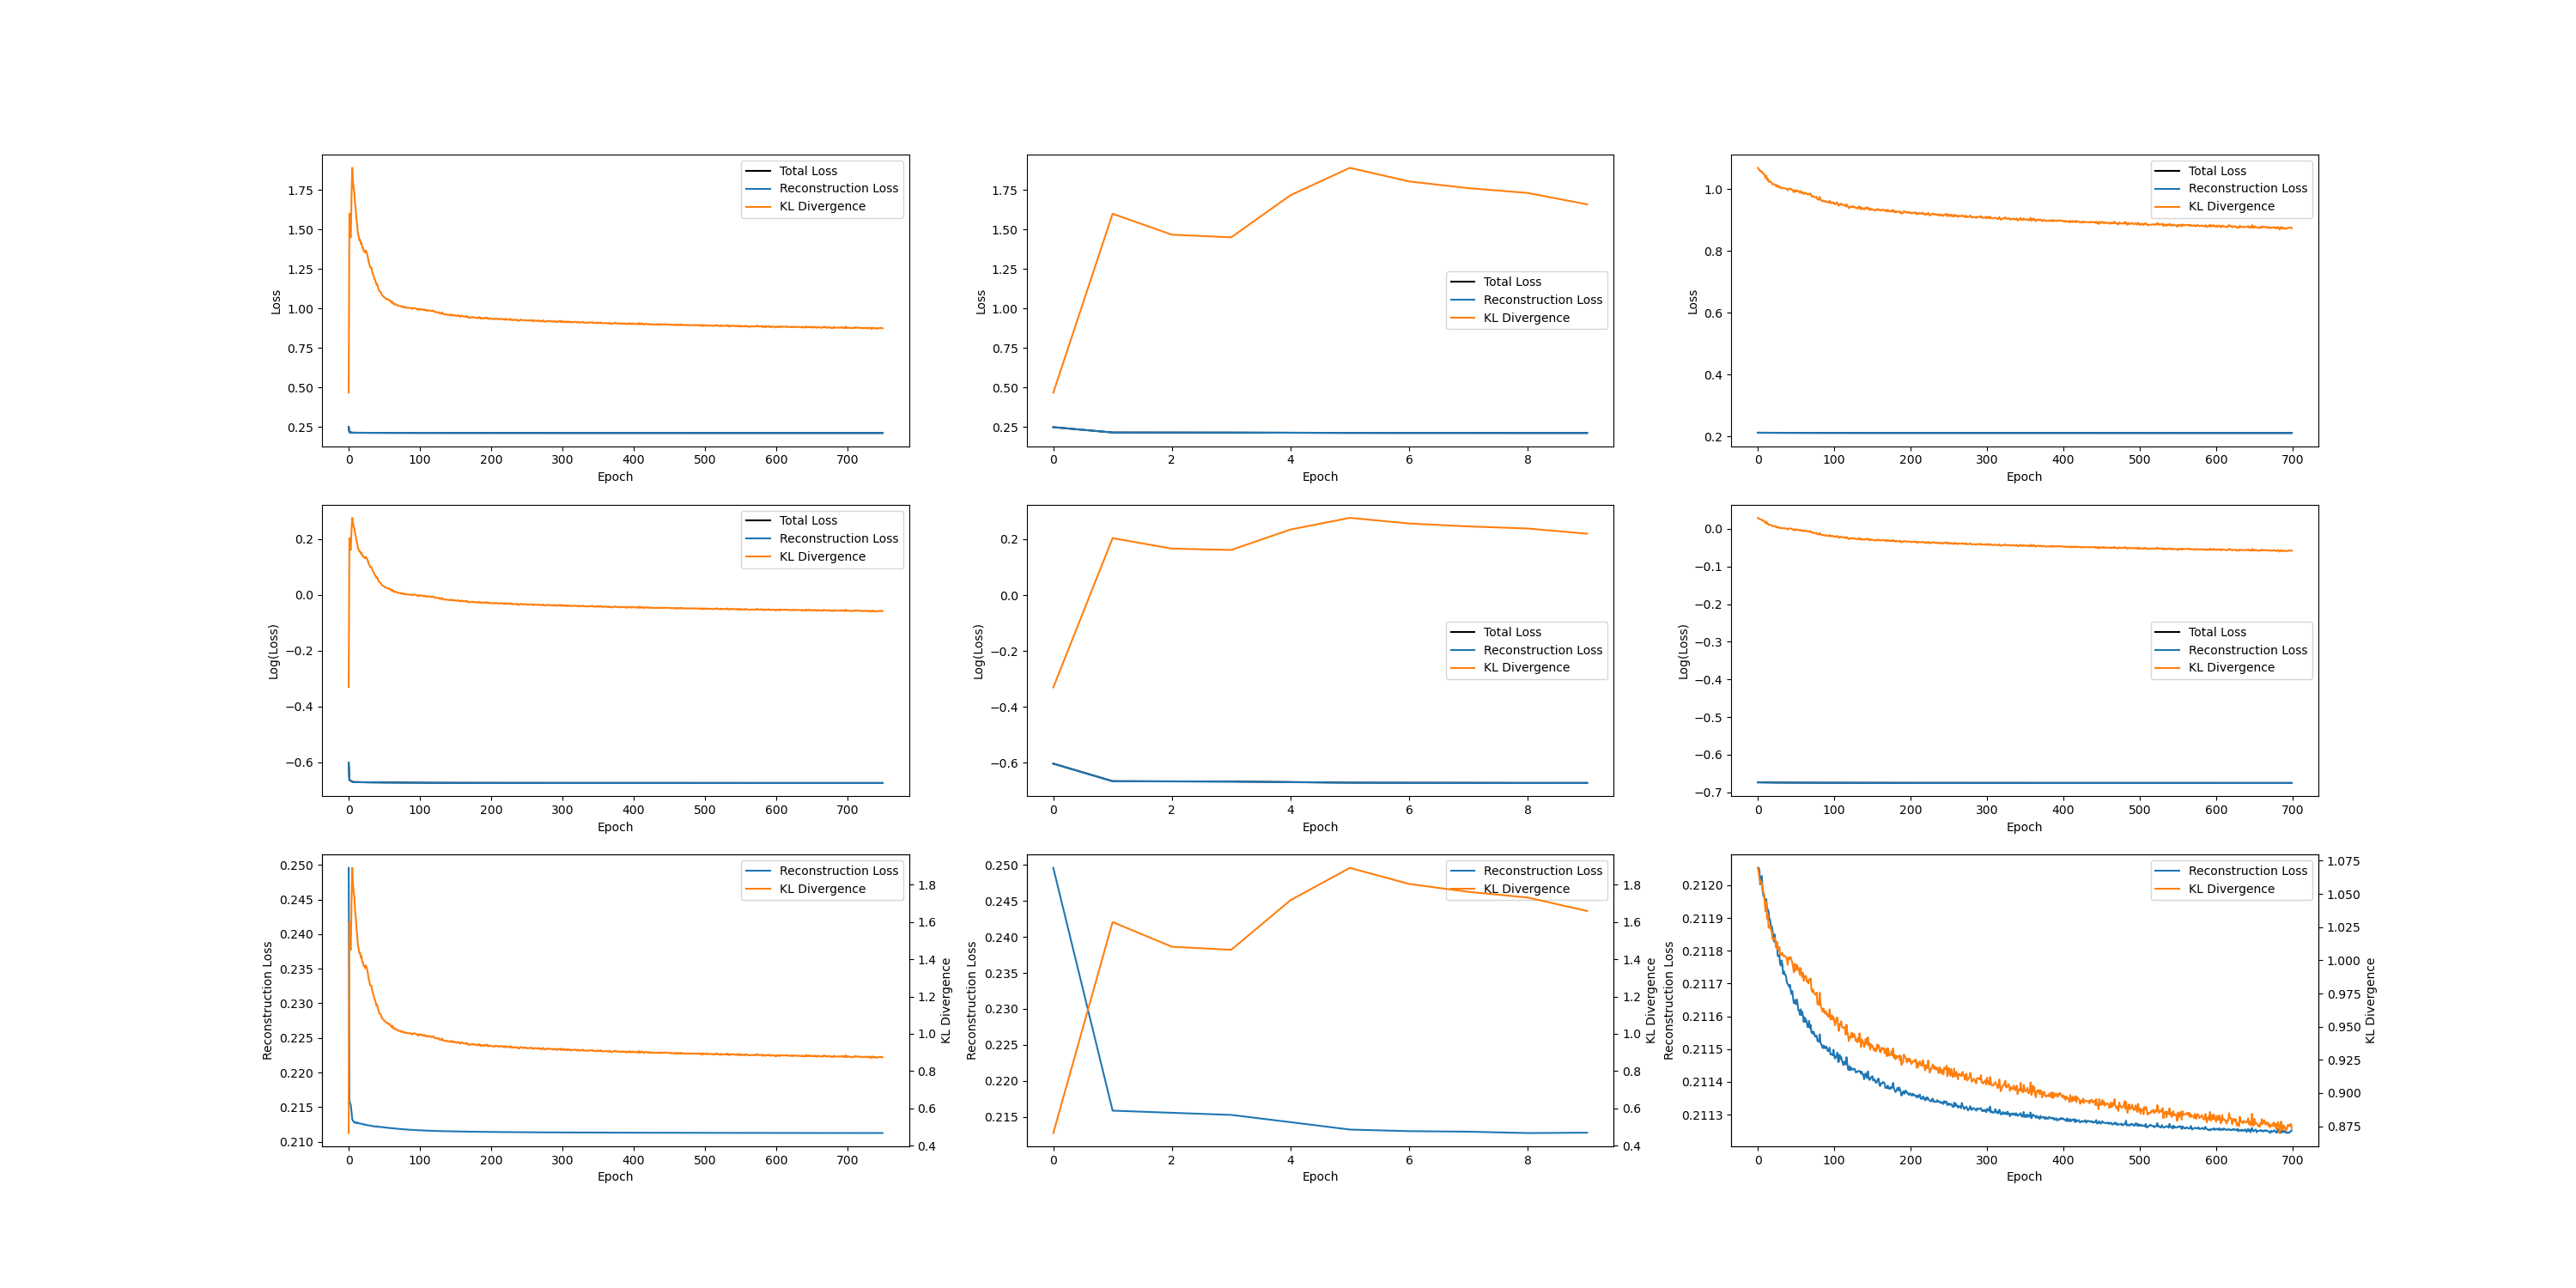 1.75
1.50
1.25
1.00
0.75
0.50
0.25
Loss
Total Loss
Reconstruction Loss
KL Divergence
0 100 200 300 400 500 600 700
Epoch
1.75
1.50
1.25
1.00
0.75
0.50
0.25
Loss
Total Loss
Reconstruction Loss
KL Divergence
0 2 4 6 8
Epoch
1.0
0.8
0.6
0.4
0.2
Loss
Total Loss
Reconstruction Loss
KL Divergence
0 100 200 300 400 500 600 700
Epoch
0.2
0.0
−0.2
−0.4
−0.6
Log(Loss)
Total Loss
Reconstruction Loss
KL Divergence
0 100 200 300 400 500 600 700
Epoch
0.2
0.0
−0.2
−0.4
−0.6
Log(Loss)
Total Loss
Reconstruction Loss
KL Divergence
0 2 4 6 8
Epoch
0.0
−0.1
−0.2
−0.3
−0.4
−0.5
−0.6
−0.7
Log(Loss)
Total Loss
Reconstruction Loss
KL Divergence
0 100 200 300 400 500 600 700
Epoch
0.250
0.245
0.240
0.235
0.230
0.225
0.220
0.215
0.210
Reconstruction Loss
Reconstruction Loss
KL Divergence
1.8
1.6
1.4
1.2
1.0
0.8
0.6
0.4
KL Divergence
0 100 200 300 400 500 600 700
Epoch
0.250
0.245
0.240
0.235
0.230
0.225
0.220
0.215
Reconstruction Loss
Reconstruction Loss
KL Divergence
1.8
1.6
1.4
1.2
1.0
0.8
0.6
0.4
KL Divergence
0 2 4 6 8
Epoch
0.2120
0.2119
0.2118
0.2117
0.2116
0.2115
0.2114
0.2113
Reconstruction Loss
Reconstruction Loss
KL Divergence
1.075
1.050
1.025
1.000
0.975
0.950
0.925
0.900
0.875
KL Divergence
0 100 200 300 400 500 600 700
Epoch